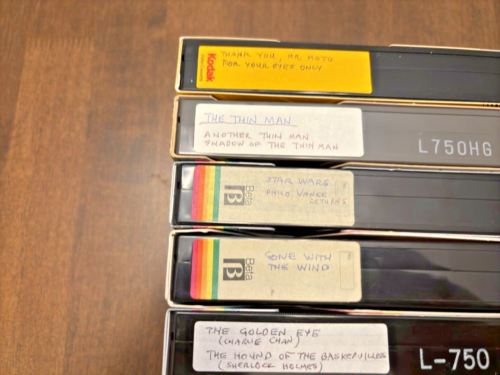 Kodak
THANK YOU, MR MOTO
FOR YOUR EYES ONLY
THE THIN MAN
ANOTHER THIN MAN
SHADOW OF THE THIN MAN
L750HG
Beta
β
STAR WARS
PHILO VANCE
RETURNS
Beta
β
GONE WITH
THE WIND
THE GOLDEN EYE
(CHARLIE CHAN)
THE HOUND OF THE BASKERVILLES
(SHERLOCK HOLMES)
L-750